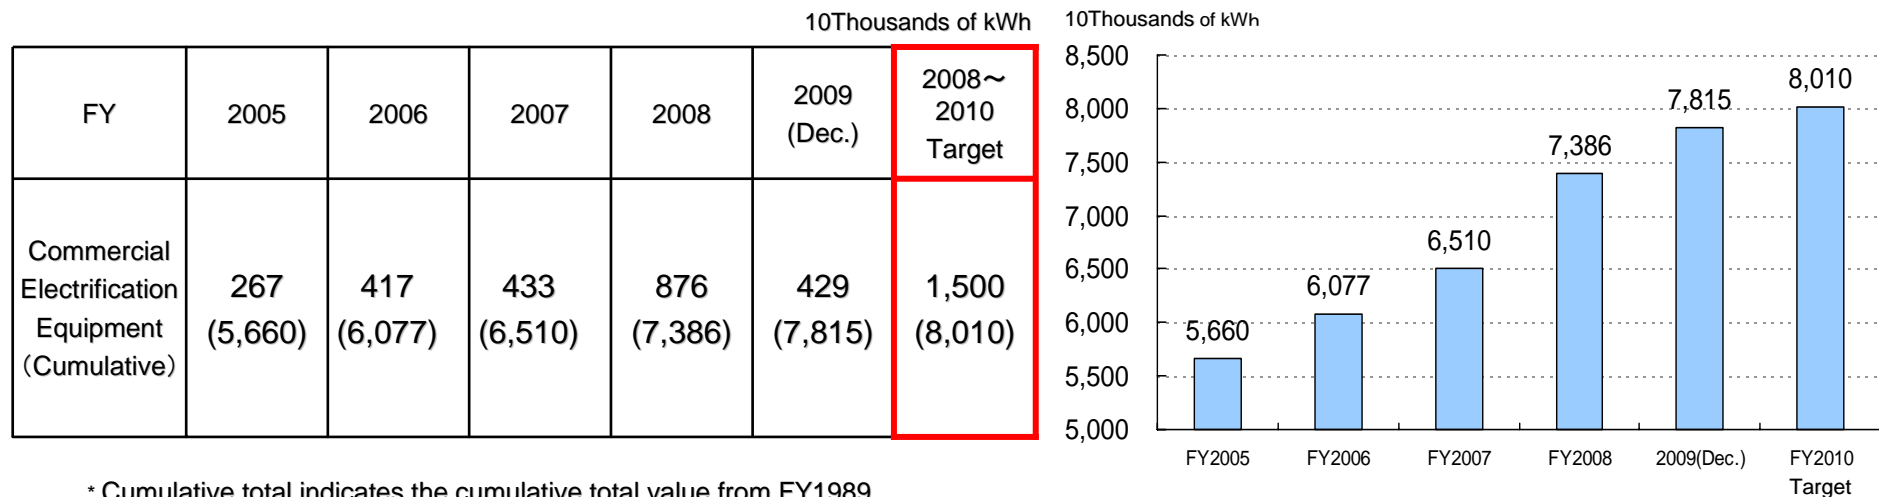 10Thousands of kWh
FY
2005
2006
2007
2008
2009
(Dec.)
2008～
2010
Target
Commercial
Electrification
Equipment
（Cumulative）
267
(5,660)
417
(6,077)
433
(6,510)
876
(7,386)
429
(7,815)
1,500
(8,010)
* Cumulative total indicates the cumulative total value from FY1989
10Thousands of kWh
8,500
8,000
7,500
7,000
6,500
6,000
5,500
5,000
5,660
6,077
6,510
7,386
7,815
8,010
FY2005
FY2006
FY2007
FY2008
2009(Dec.)
FY2010
Target